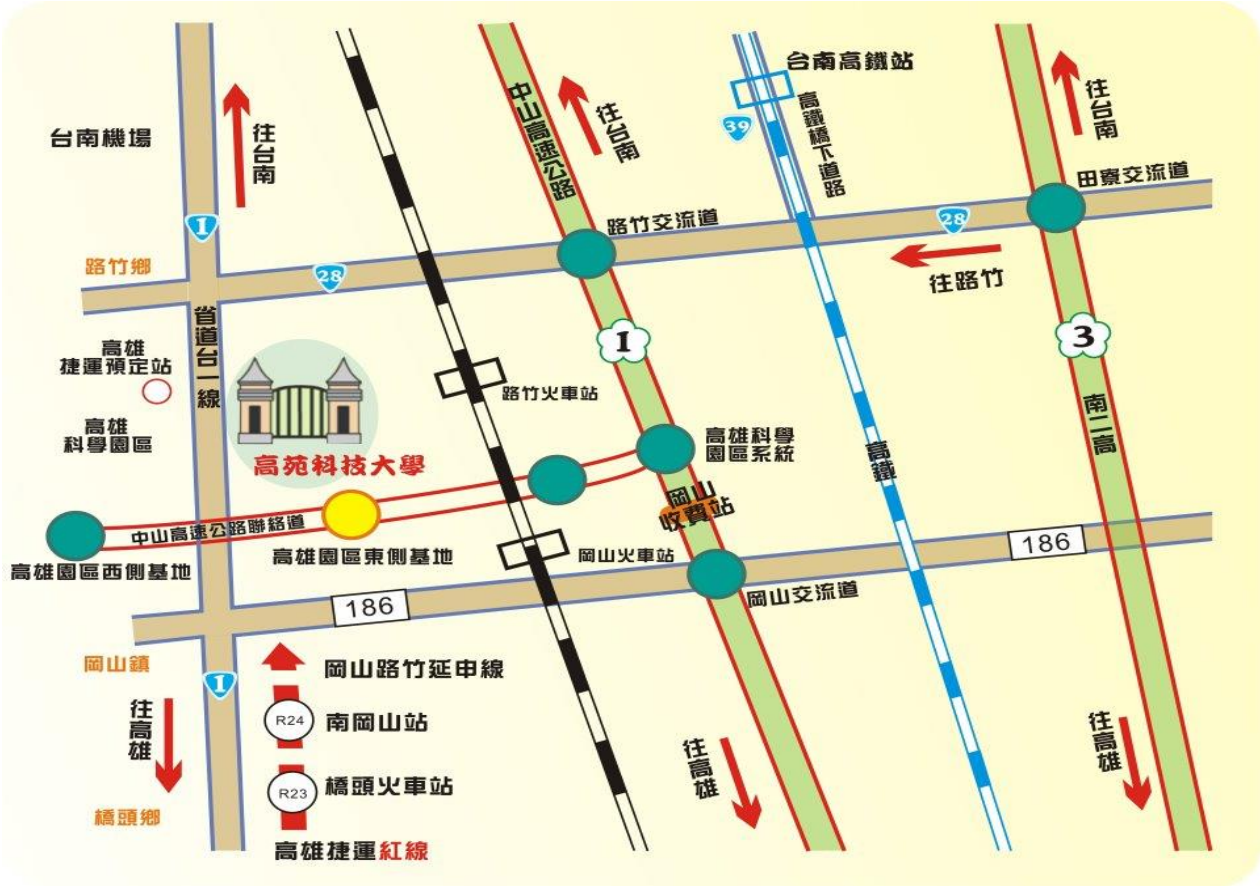 台南高鐵站
台南機場
往台南
中山高速公路
往台南
39
高鐵橋下道路
往台南
田寮交流道
1
路竹交流道
28
路竹鄉
28
往路竹
省道台一線
高雄
捷運預定站
1
3
路竹火車站
高雄
科學園區
高苑科技大學
高雄科學
園區系統
高鐵
南二高
岡山
收費站
中山高速公路聯絡道
高雄園區西側基地
高雄園區東側基地
岡山火車站
186
岡山交流道
186
岡山鎮
1
岡山路竹延申線
往高雄
R24
南岡山站
往高雄
往高雄
R23
橋頭火車站
橋頭鄉
高雄捷運紅線